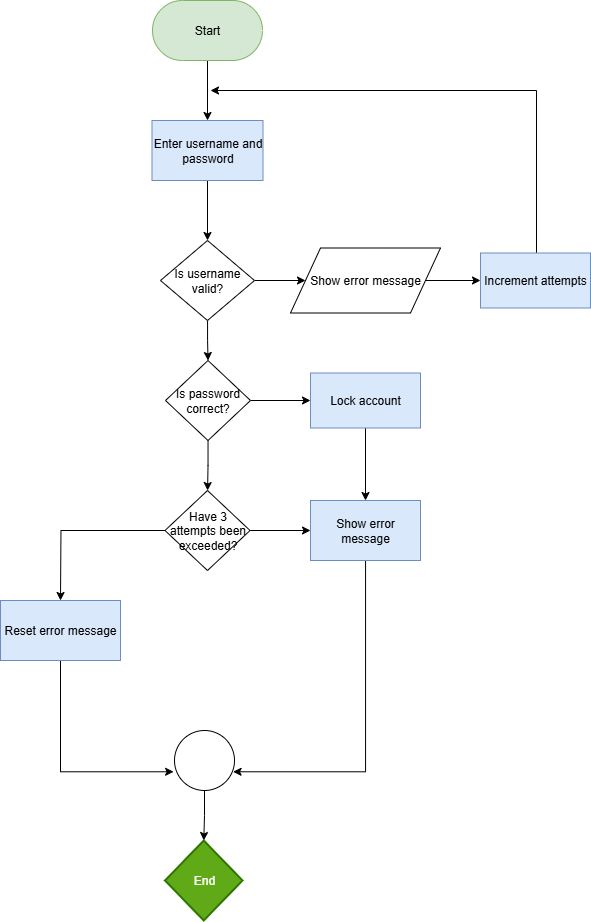 Start
Enter username and
password
Is username
valid?
Show error message
Increment attempts
Is password
correct?
Lock account
Have 3
attempts been
exceeded?
Show error
message
Reset error message
End